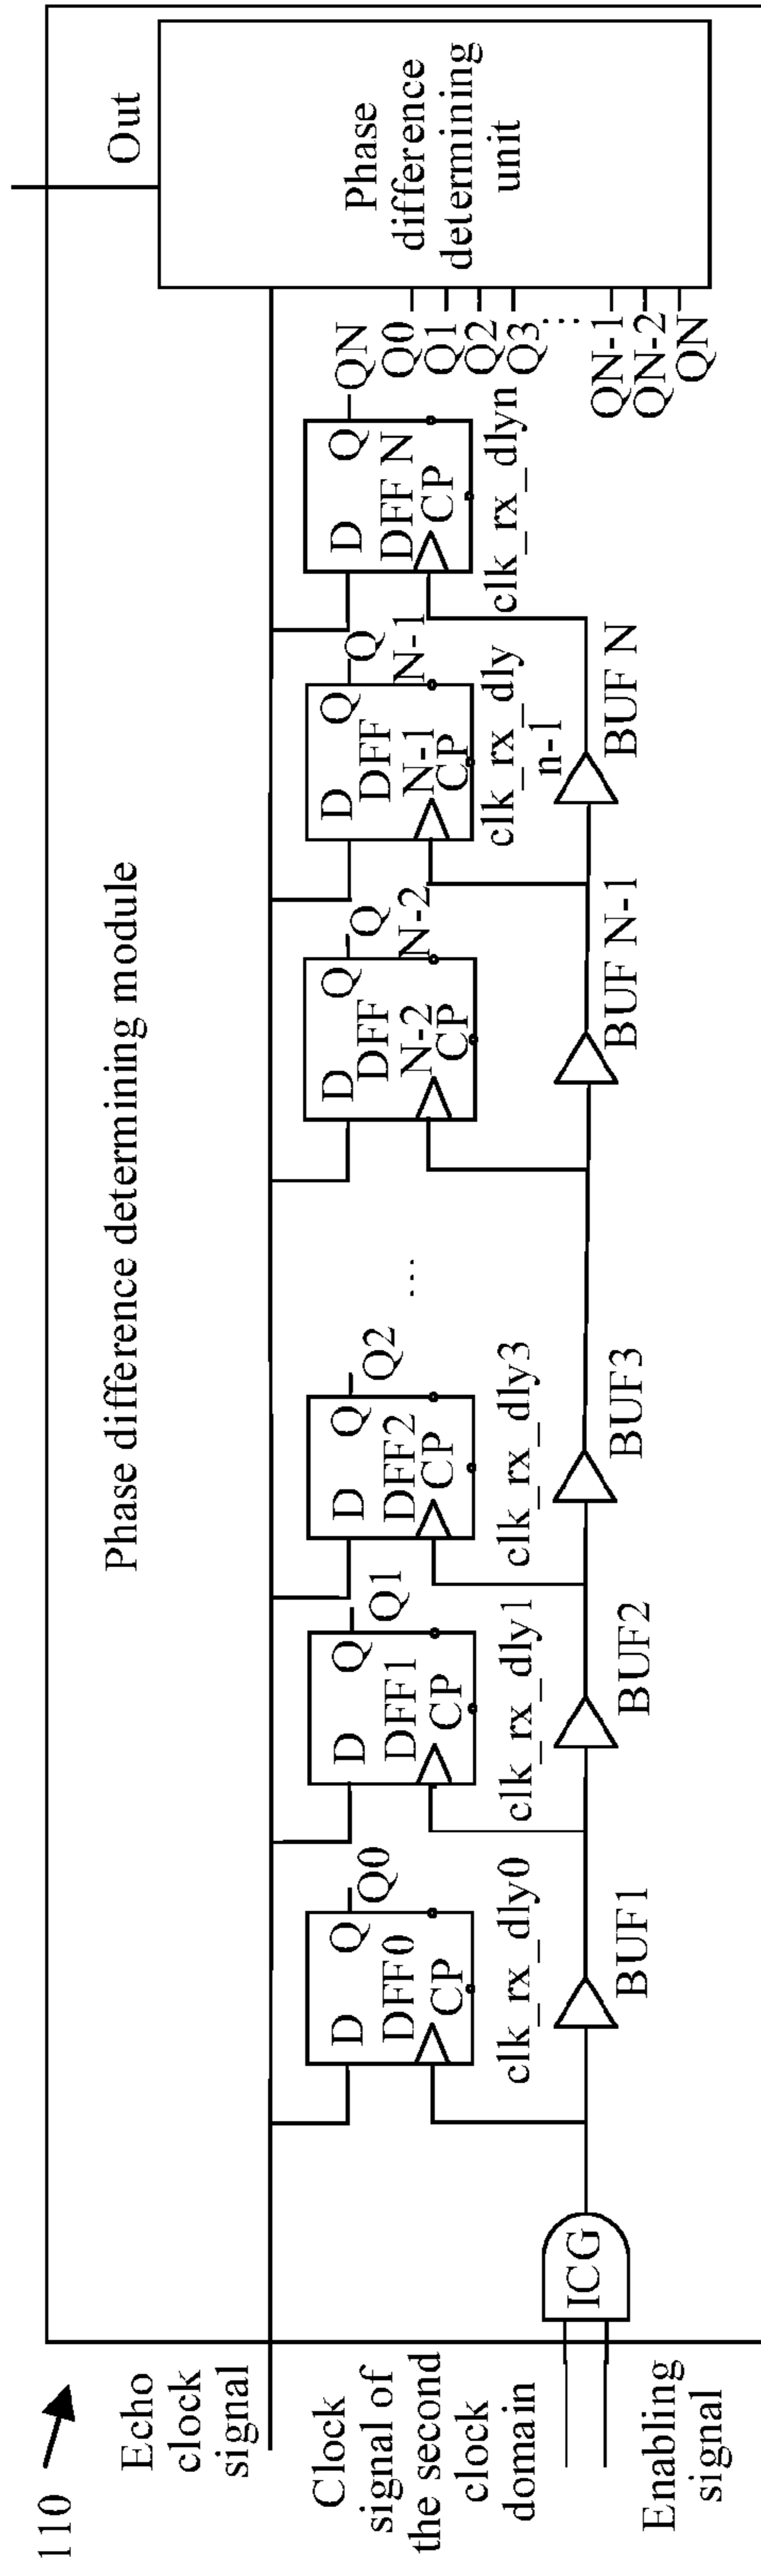 110
Phase difference determining module
Out
Echo
clock
signal
Clock
signal of
the second
clock
domain
Enabling
signal
ICG
D
Q
DFF0
CP
Q0
clk_rx_dly0
BUF1
D
Q
DFF1
CP
Q1
clk_rx_dly1
BUF2
D
Q
DFF2
CP
Q2
clk_rx_dly3
BUF3
...
D
Q
DFF
N-2
CP
Q
N-2
BUF N-1
D
Q
DFF
N-1
CP
Q
N-1
clk_rx_dly
n-1
BUF N
D
Q
DFF N
CP
QN
clk_rx_dlyn
Q0
Q1
Q2
Q3
...
QN-1
QN-2
QN
Phase
difference
determining
unit